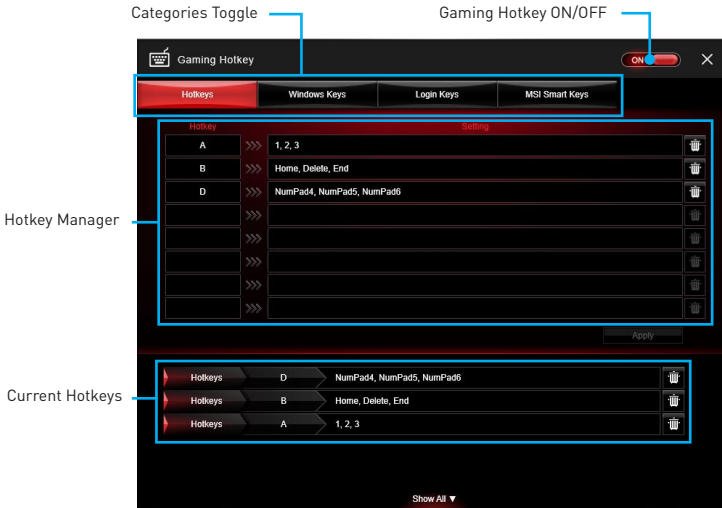 Categories Toggle
Gaming Hotkey ON/OFF
Gaming Hotkey
ON
Hotkeys
Windows Keys
Login Keys
MSI Smart Keys
Hotkey
Setting
A
1, 2, 3
B
Home, Delete, End
D
NumPad4, NumPad5, NumPad6
Hotkey Manager
Apply
Hotkeys
D
NumPad4, NumPad5, NumPad6
Current Hotkeys
Hotkeys
B
Home, Delete, End
Hotkeys
A
1, 2, 3
Show All ▼